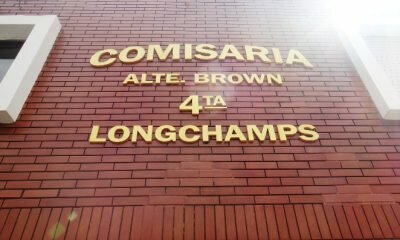 COMISARIA
ALTE. BROWN
4TA
LONGCHAMPS